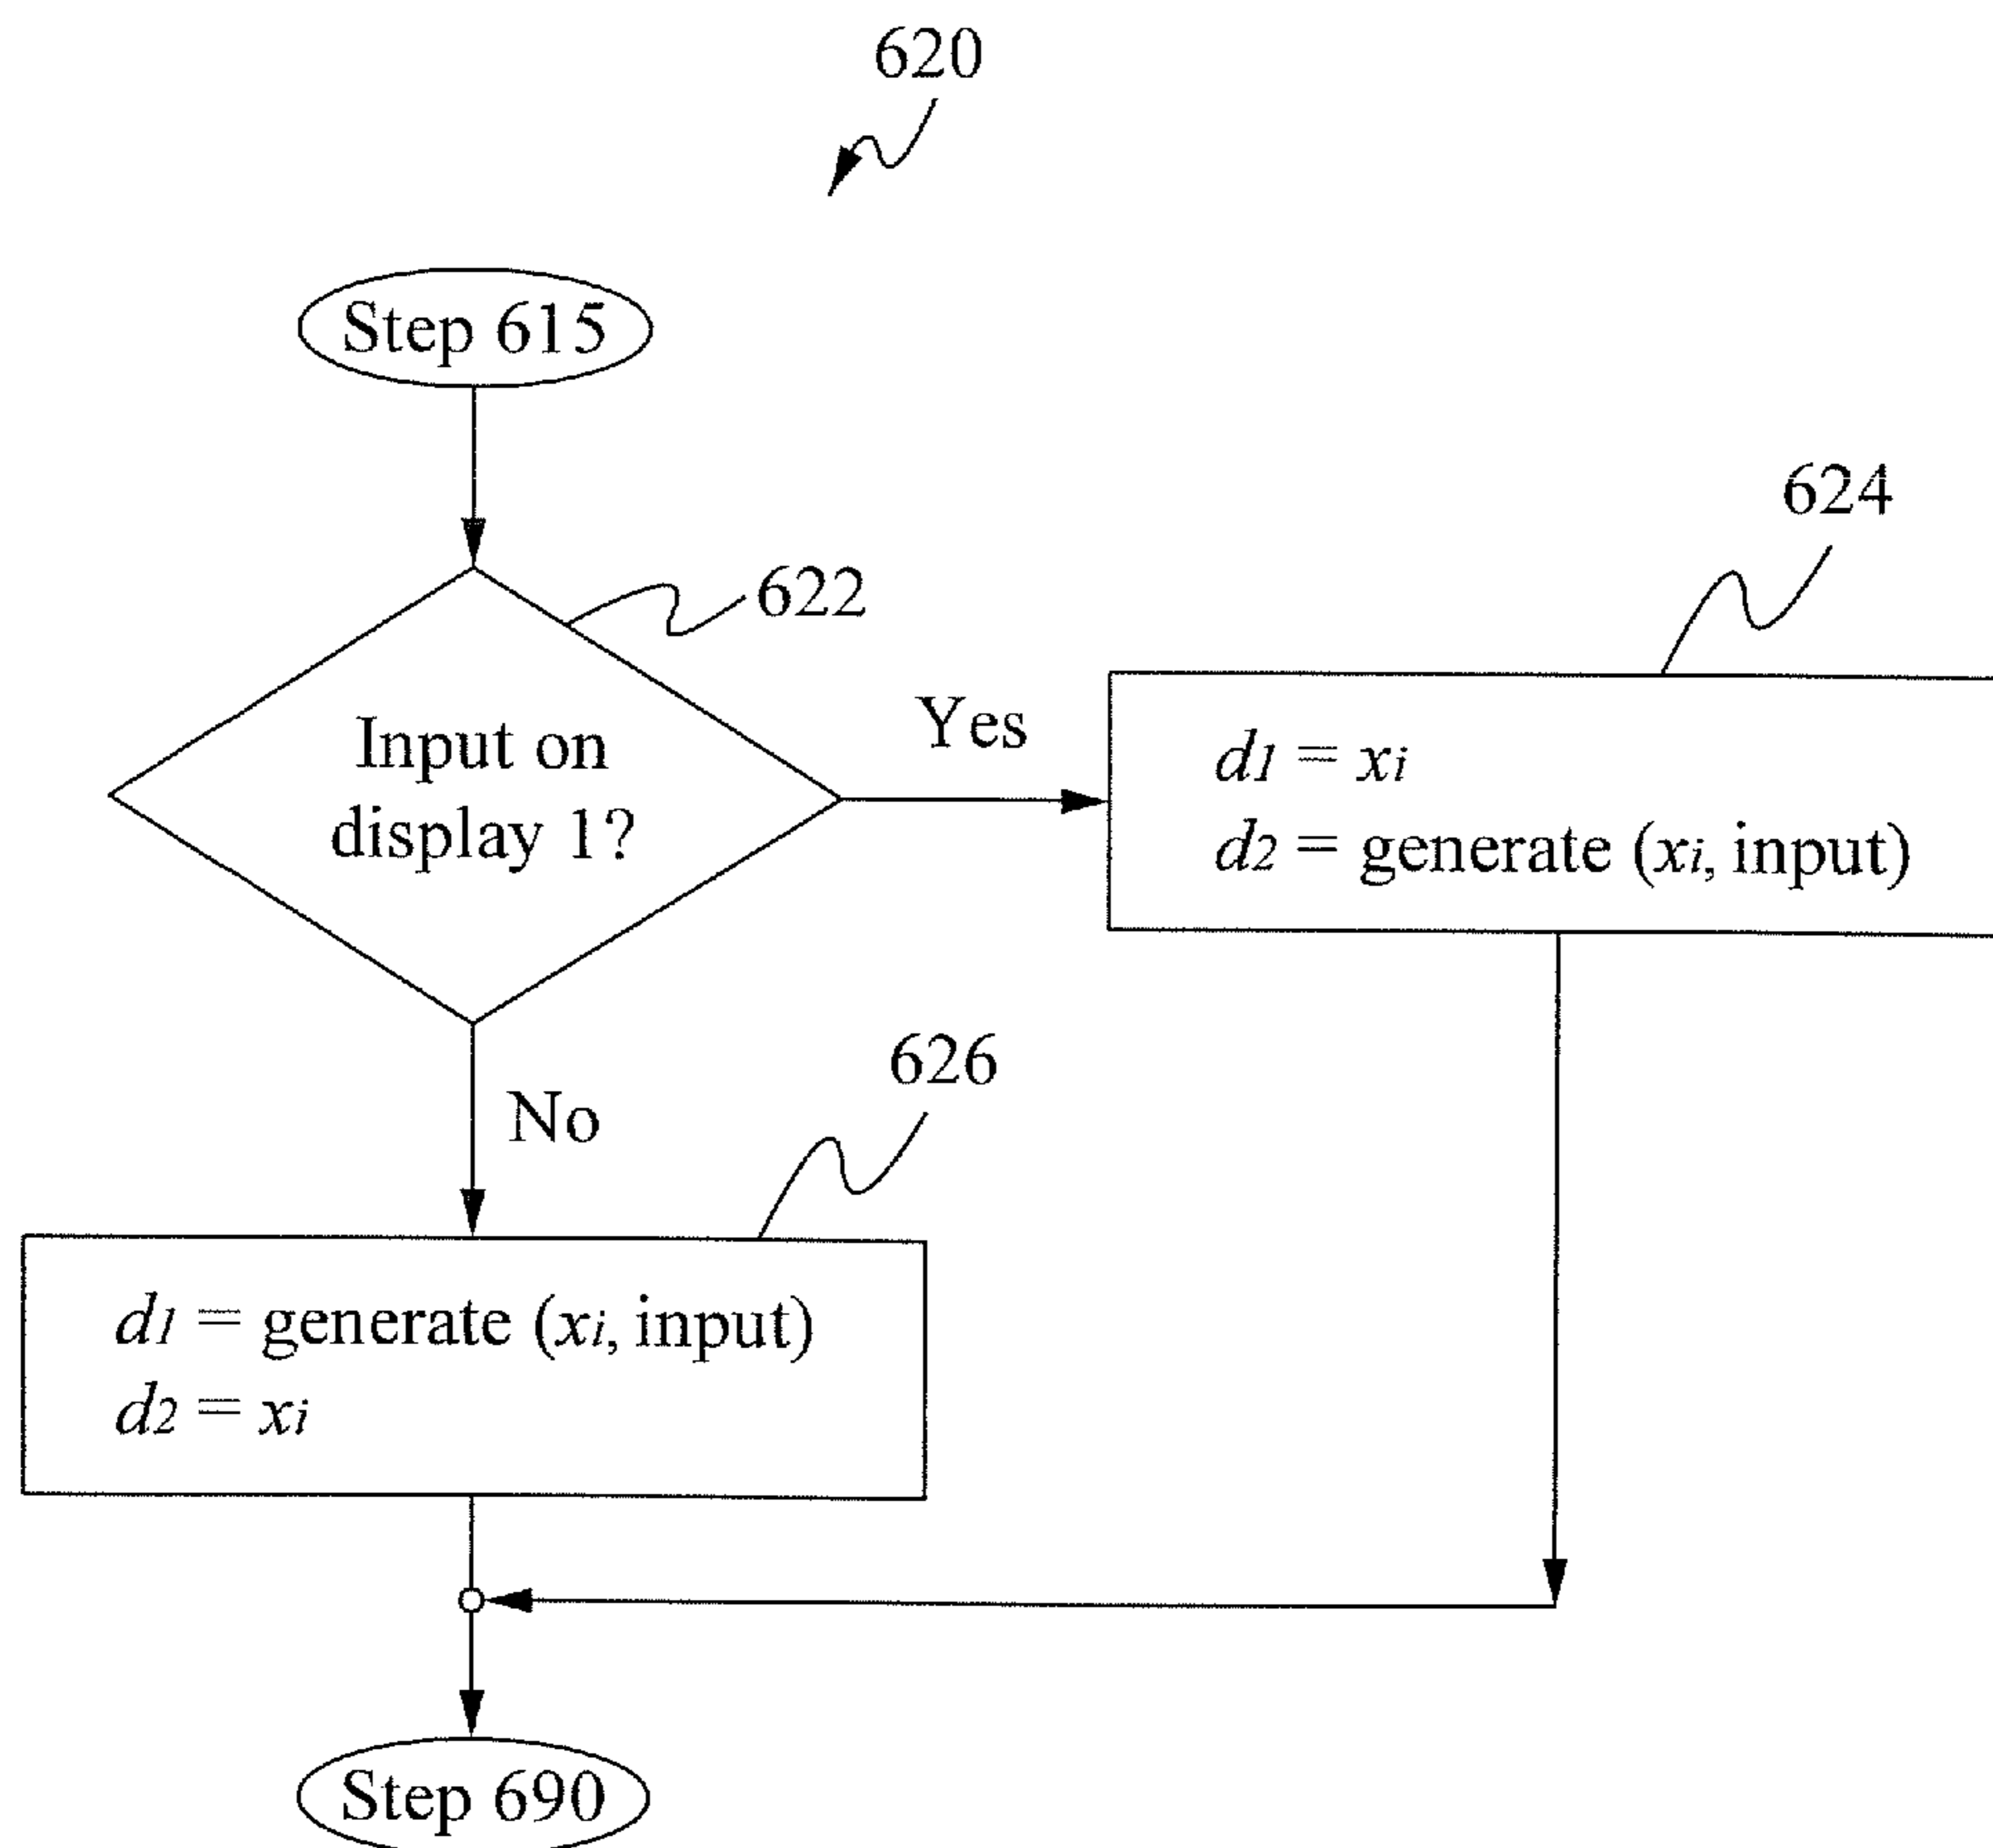 620
Step 615
622
Input on
display 1?
Yes
624
d1 = xi
d2 = generate (xi, input)
No
626
d1 = generate (xi, input)
d2 = xi
Step 690